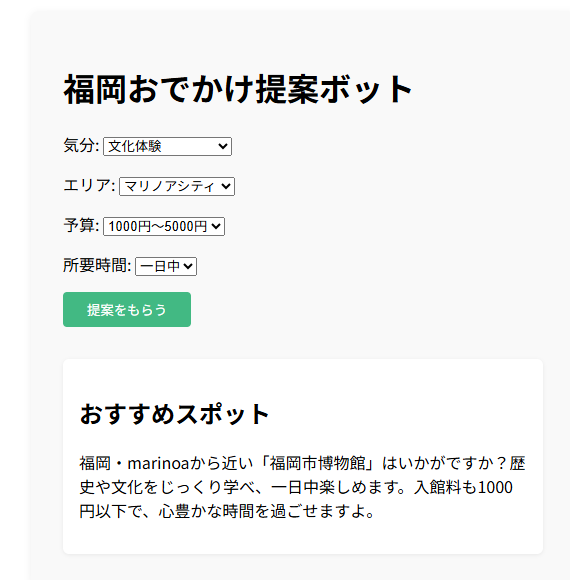 福岡おでかけ提案ボット
気分: 文化体験
エリア: マリノアシティ
予算: 1000円～5000円
所要時間: 一日中
提案をもらう
おすすめスポット
福岡・marinoaから近い「福岡市博物館」はいかがですか？歴
史や文化をじっくり学べ、一日中楽しめます。入館料も1000
円以下で、心豊かな時間を過ごせますよ。